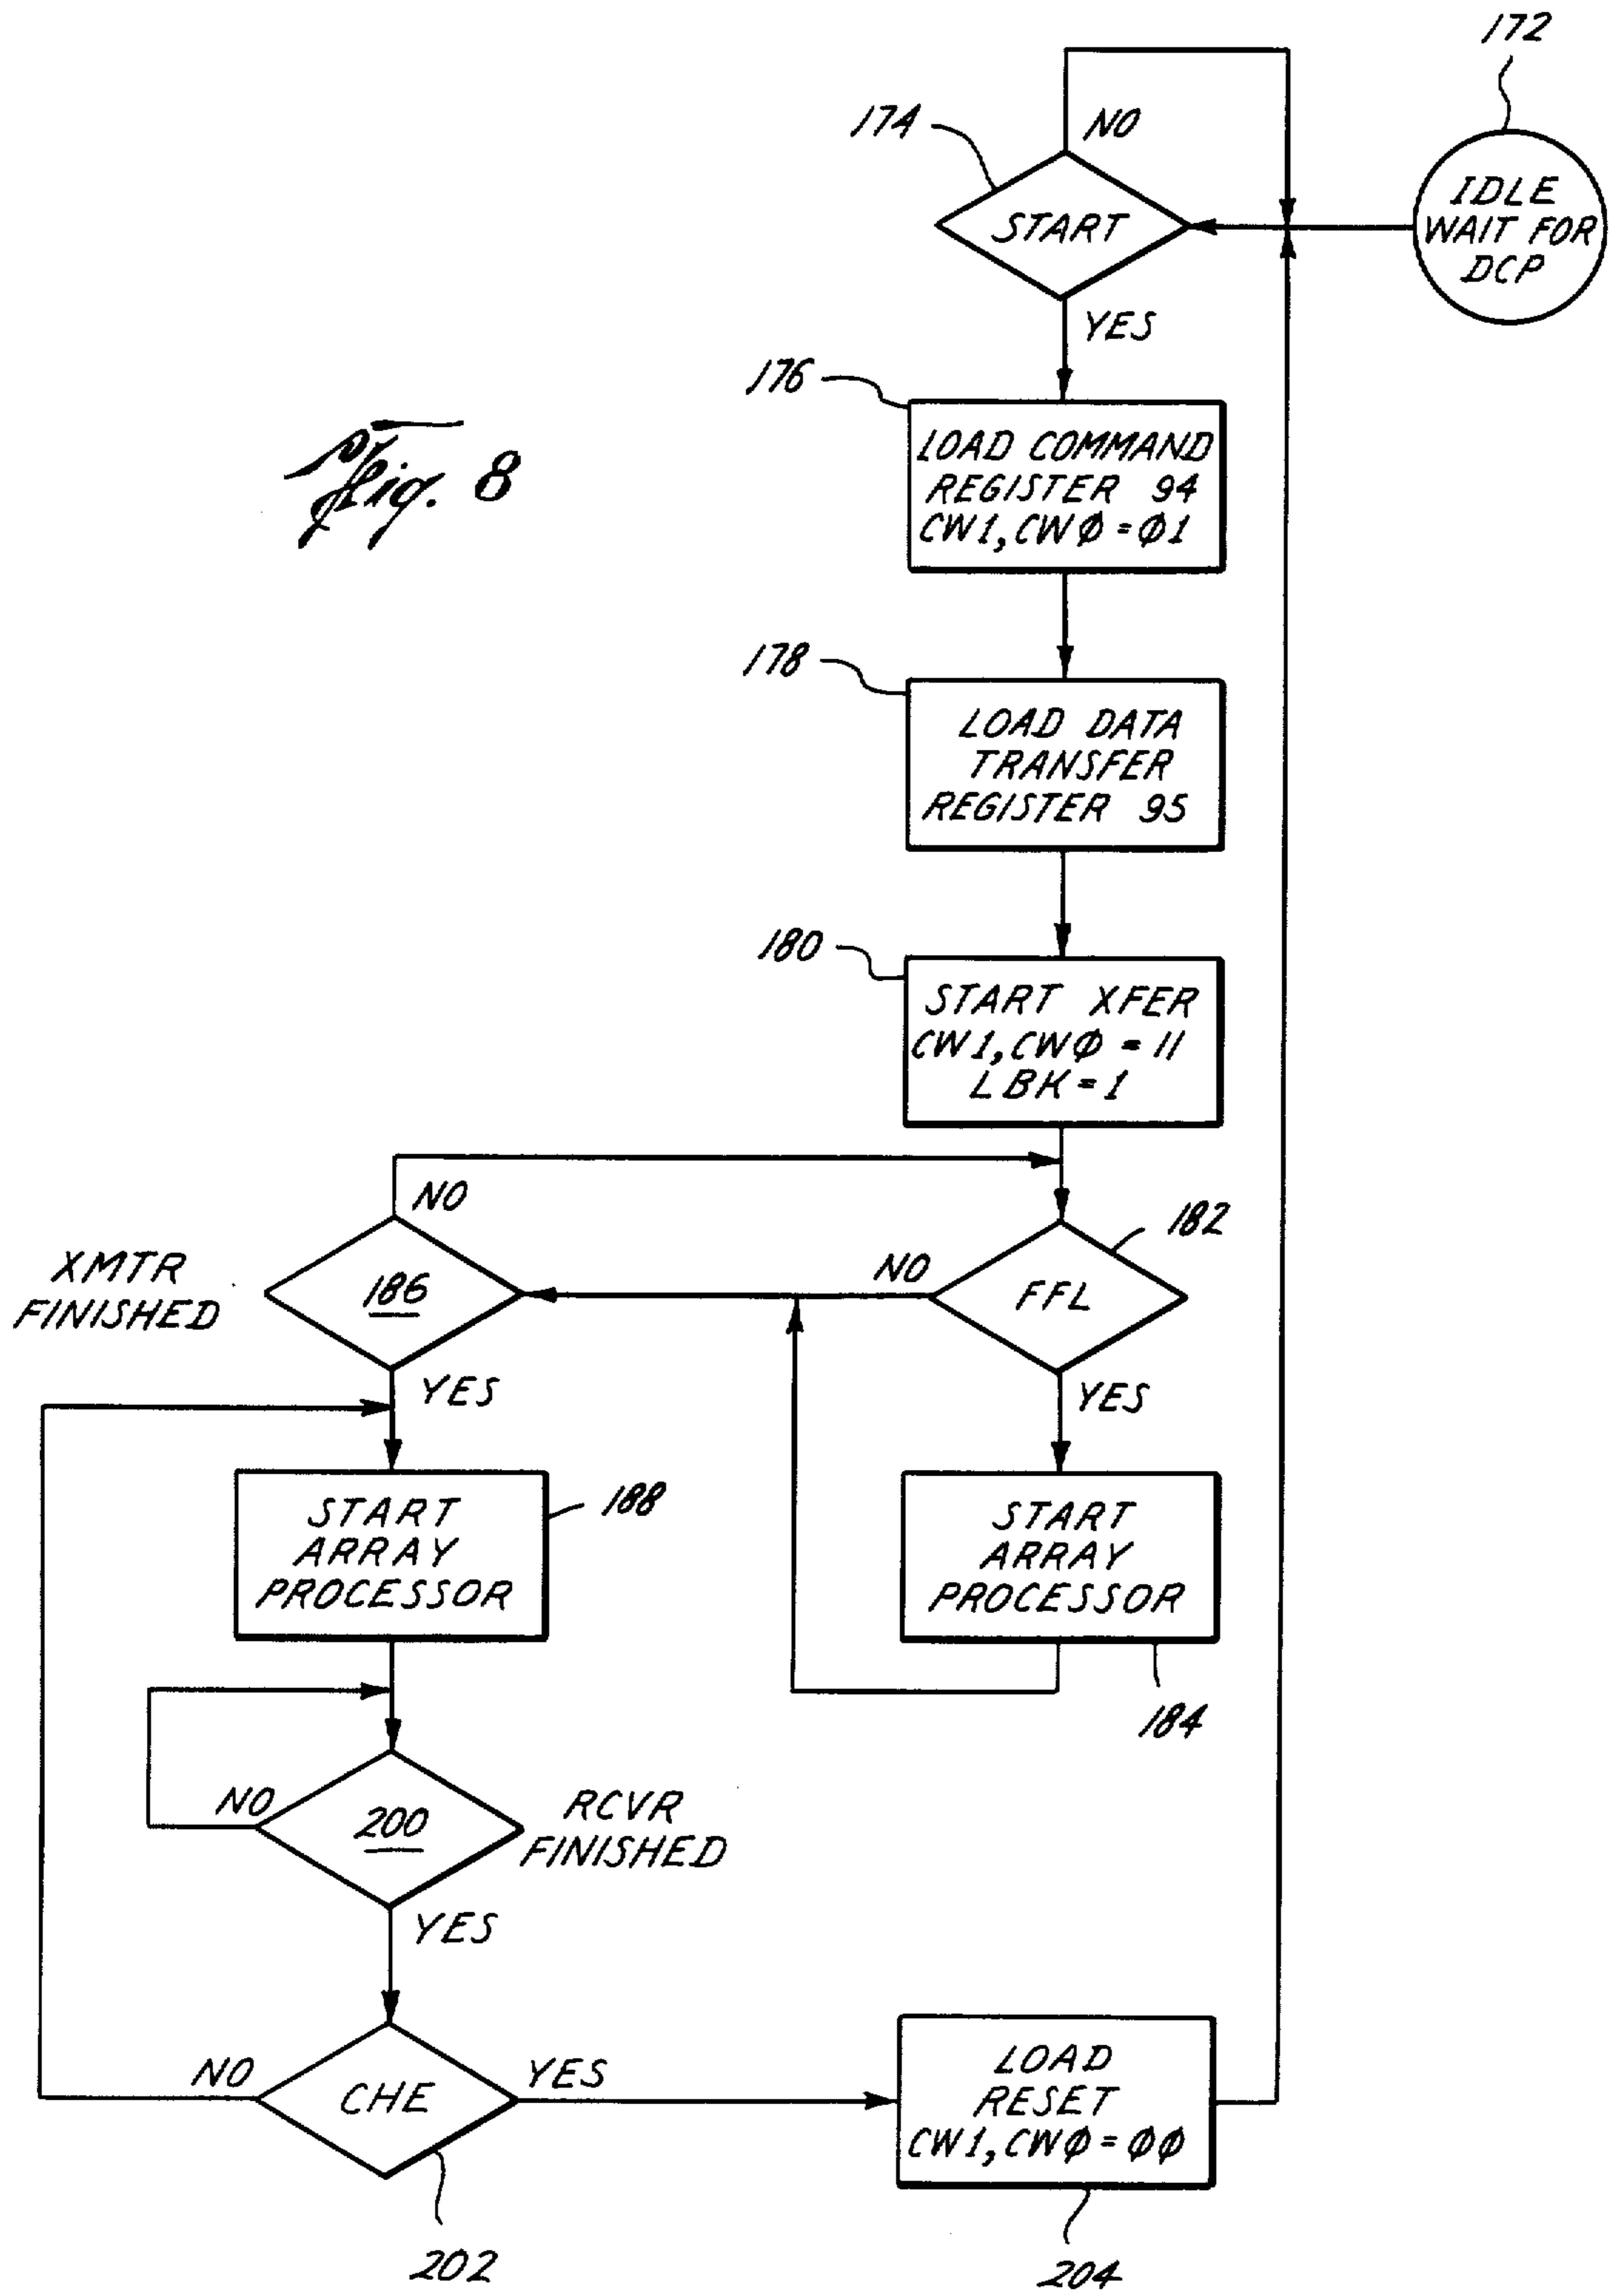 172
174
NO
IDLE
WAIT FOR
DCP
START
YES
176
LOAD COMMAND
REGISTER 94
CW1, CWØ = Ø1
Fig. 8
178
LOAD DATA
TRANSFER
REGISTER 95
180
START XFER
CW1, CWØ = 11
LBK = 1
NO
182
XMTR
FINISHED
186
NO
FFL
YES
YES
START
ARRAY
PROCESSOR
188
START
ARRAY
PROCESSOR
184
NO
200
RCVR
FINISHED
YES
NO
CHE
YES
LOAD
RESET
CW1, CWØ = ØØ
202
204